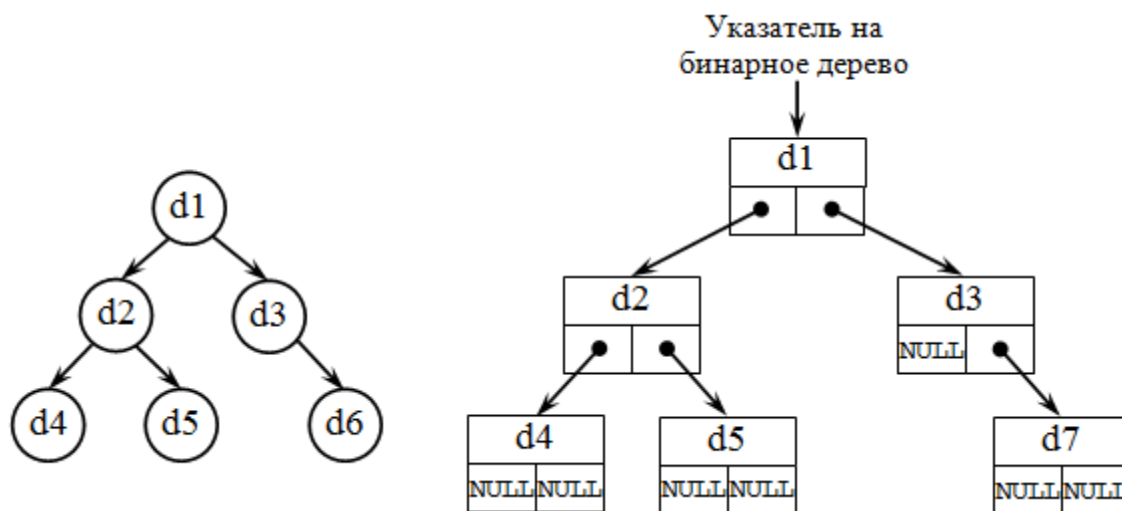 Указатель на
бинарное дерево
d1
d1
d2
d3
d2
d3
NULL
d4
d5
d6
d4
d5
d7
NULL NULL
NULL NULL
NULL NULL